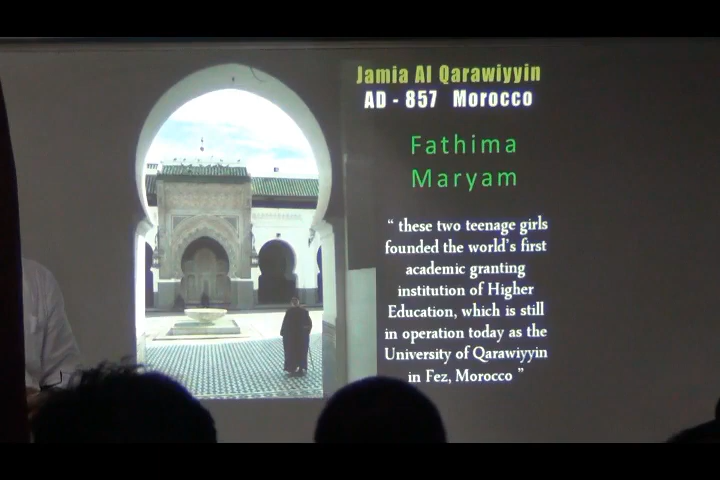 Jamia Al Qarawiyyin
AD - 857 Morocco
Fathima
Maryam
“ these two teenage girls
founded the world's first
academic granting
institution of Higher
Education, which is still
in operation today as the
University of Qarawiyyin
in Fez, Morocco ”